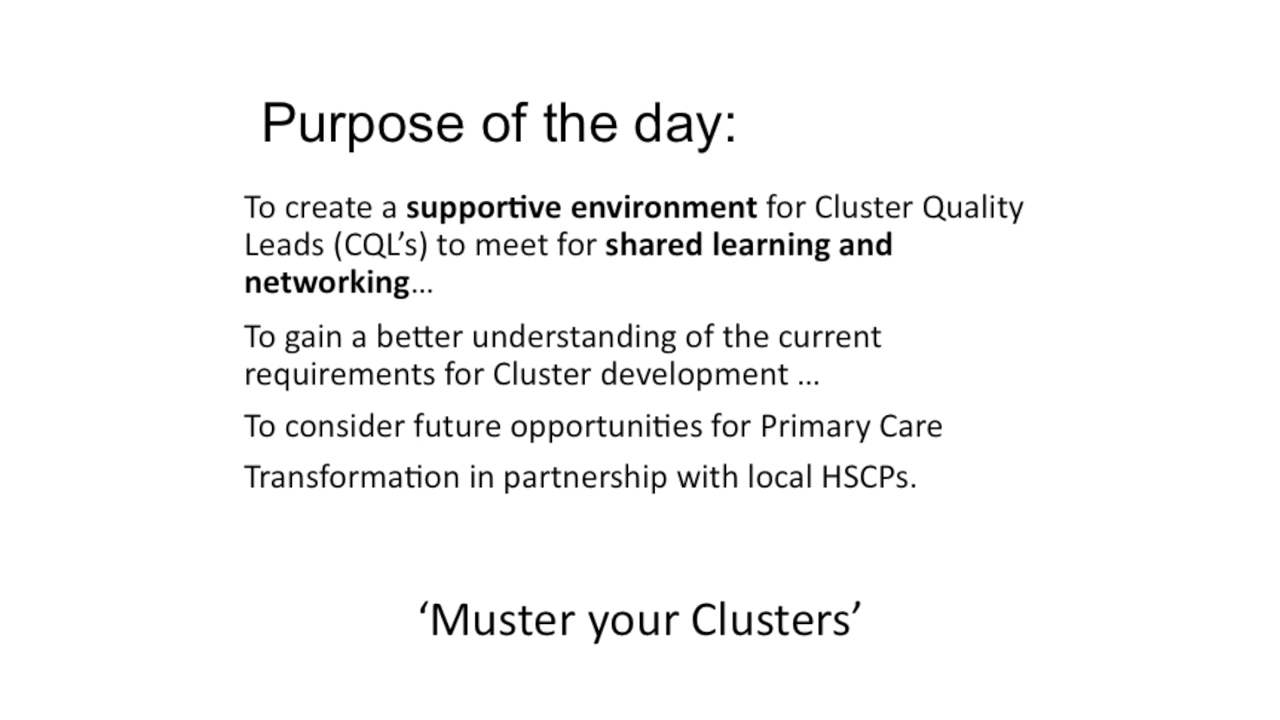 Purpose of the day:
To create a supportive environment for Cluster Quality
Leads (CQL’s) to meet for shared learning and
networking…
To gain a better understanding of the current
requirements for Cluster development …
To consider future opportunities for Primary Care
Transformation in partnership with local HSCPs.
‘Muster your Clusters’